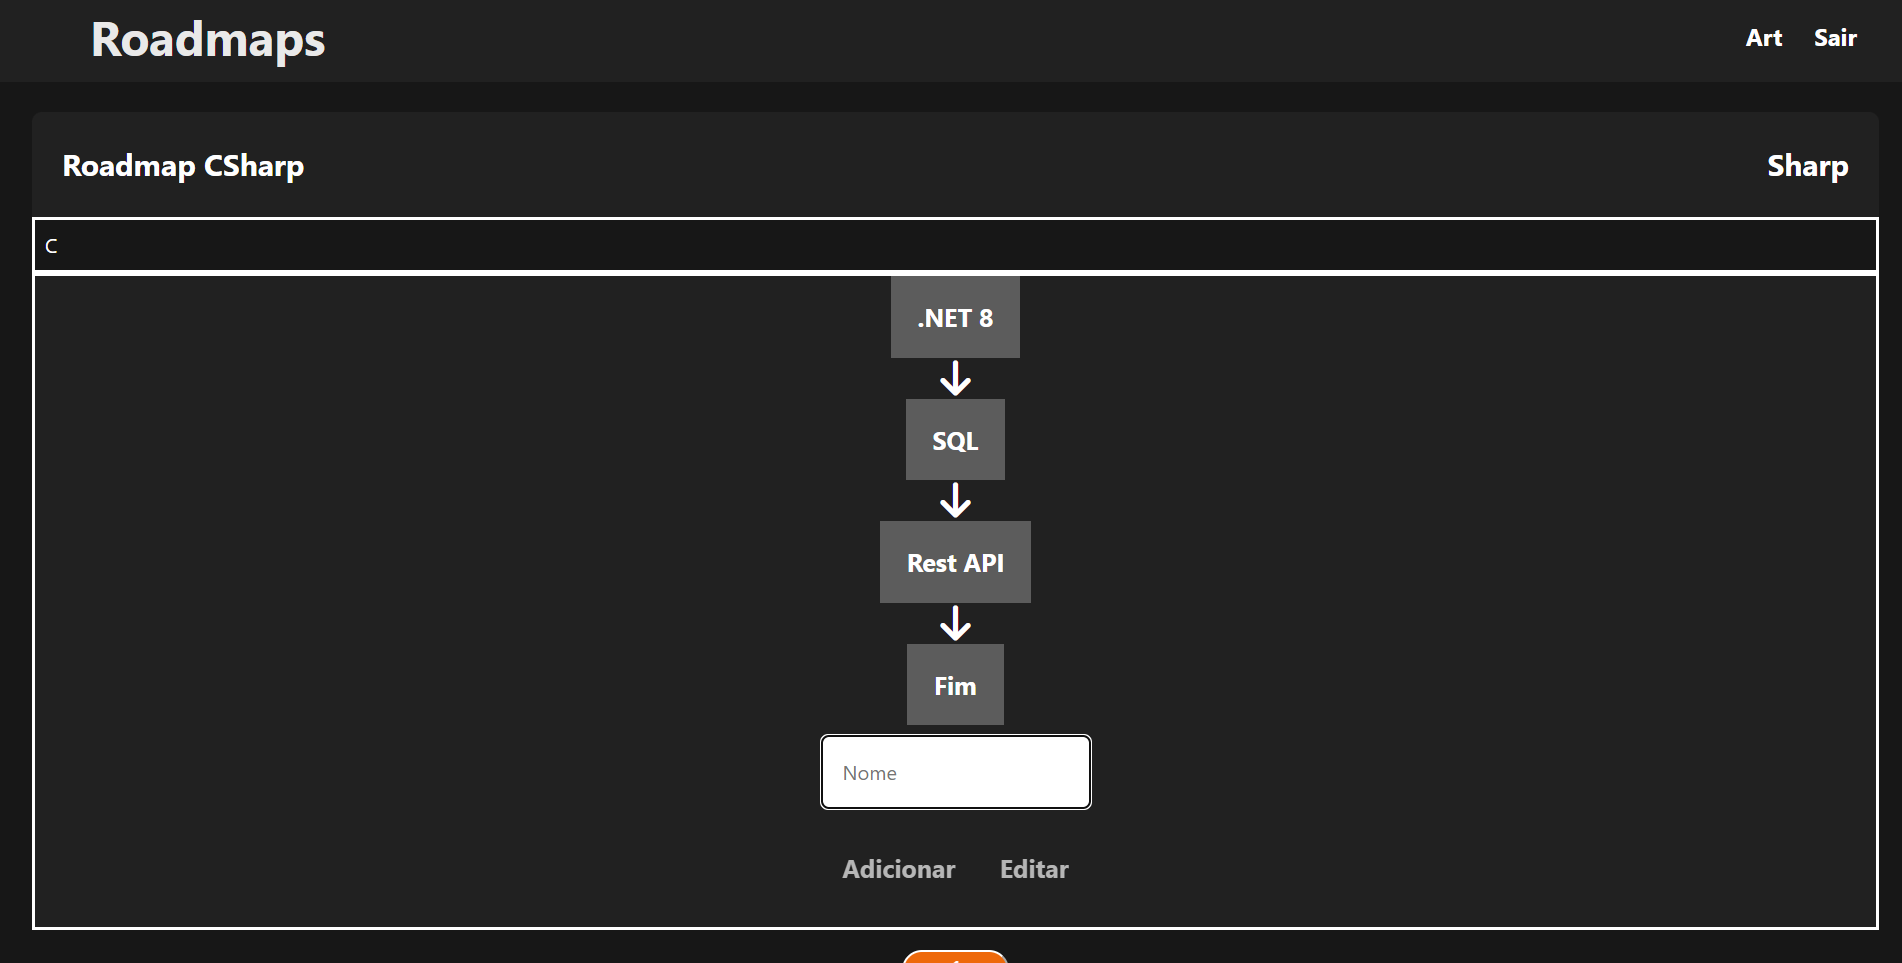 Roadmaps
Art Sair
Roadmap CSharp
Sharp
C
.NET 8
SQL
Rest API
Fim
Nome
Adicionar Editar